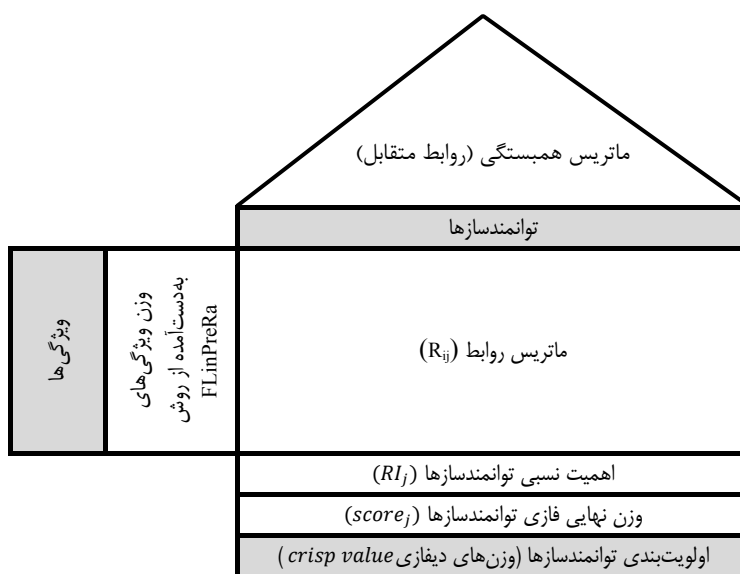 ماتریس همبستگی (روابط متقابل)
توانمندسازها
ویژگی‌ها
وزن ویژگی‌های
به‌دست‌آمده از روش
FLinPreRa
ماتریس روابط (Rij)
اهمیت نسبی توانمندسازها (RIj)
وزن نهایی فازی توانمندسازها (scorej)
اولویت‌بندی توانمندسازها (وزن‌های دیفازی crisp value)